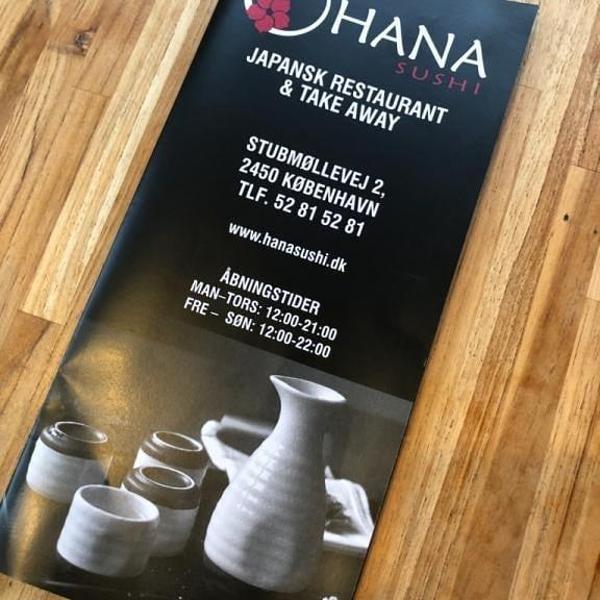 OHANA
SUSHI
JAPANSK RESTAURANT
& TAKE AWAY
STUBMØLLEVEJ 2,
2450 KØBENHAVN
TLF. 52 81 52 81
www.hanasushi.dk
ÅBNINGSTIDER
MAN–TORS: 12:00-21:00
FRE – SØN: 12:00-22:00